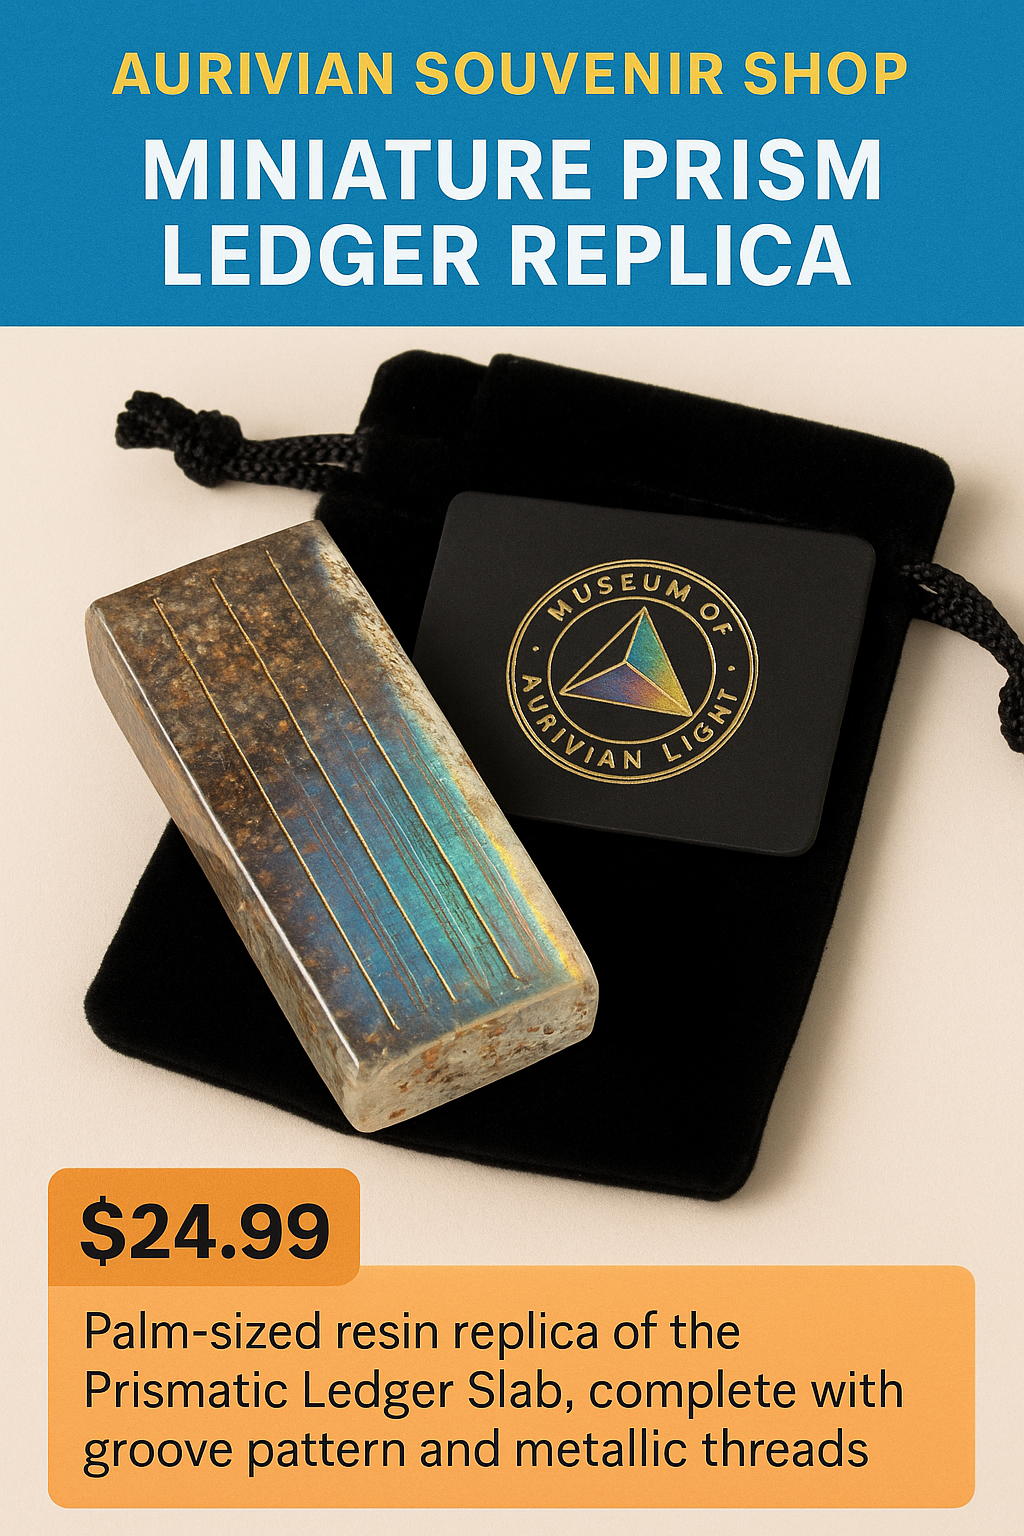 AURIVIAN SOUVENIR SHOP
MINIATURE PRISM
LEDGER REPLICA
MUSEUM OF
AURIVIAN LIGHT
$24.99
Palm-sized resin replica of the
Prismatic Ledger Slab, complete with
groove pattern and metallic threads